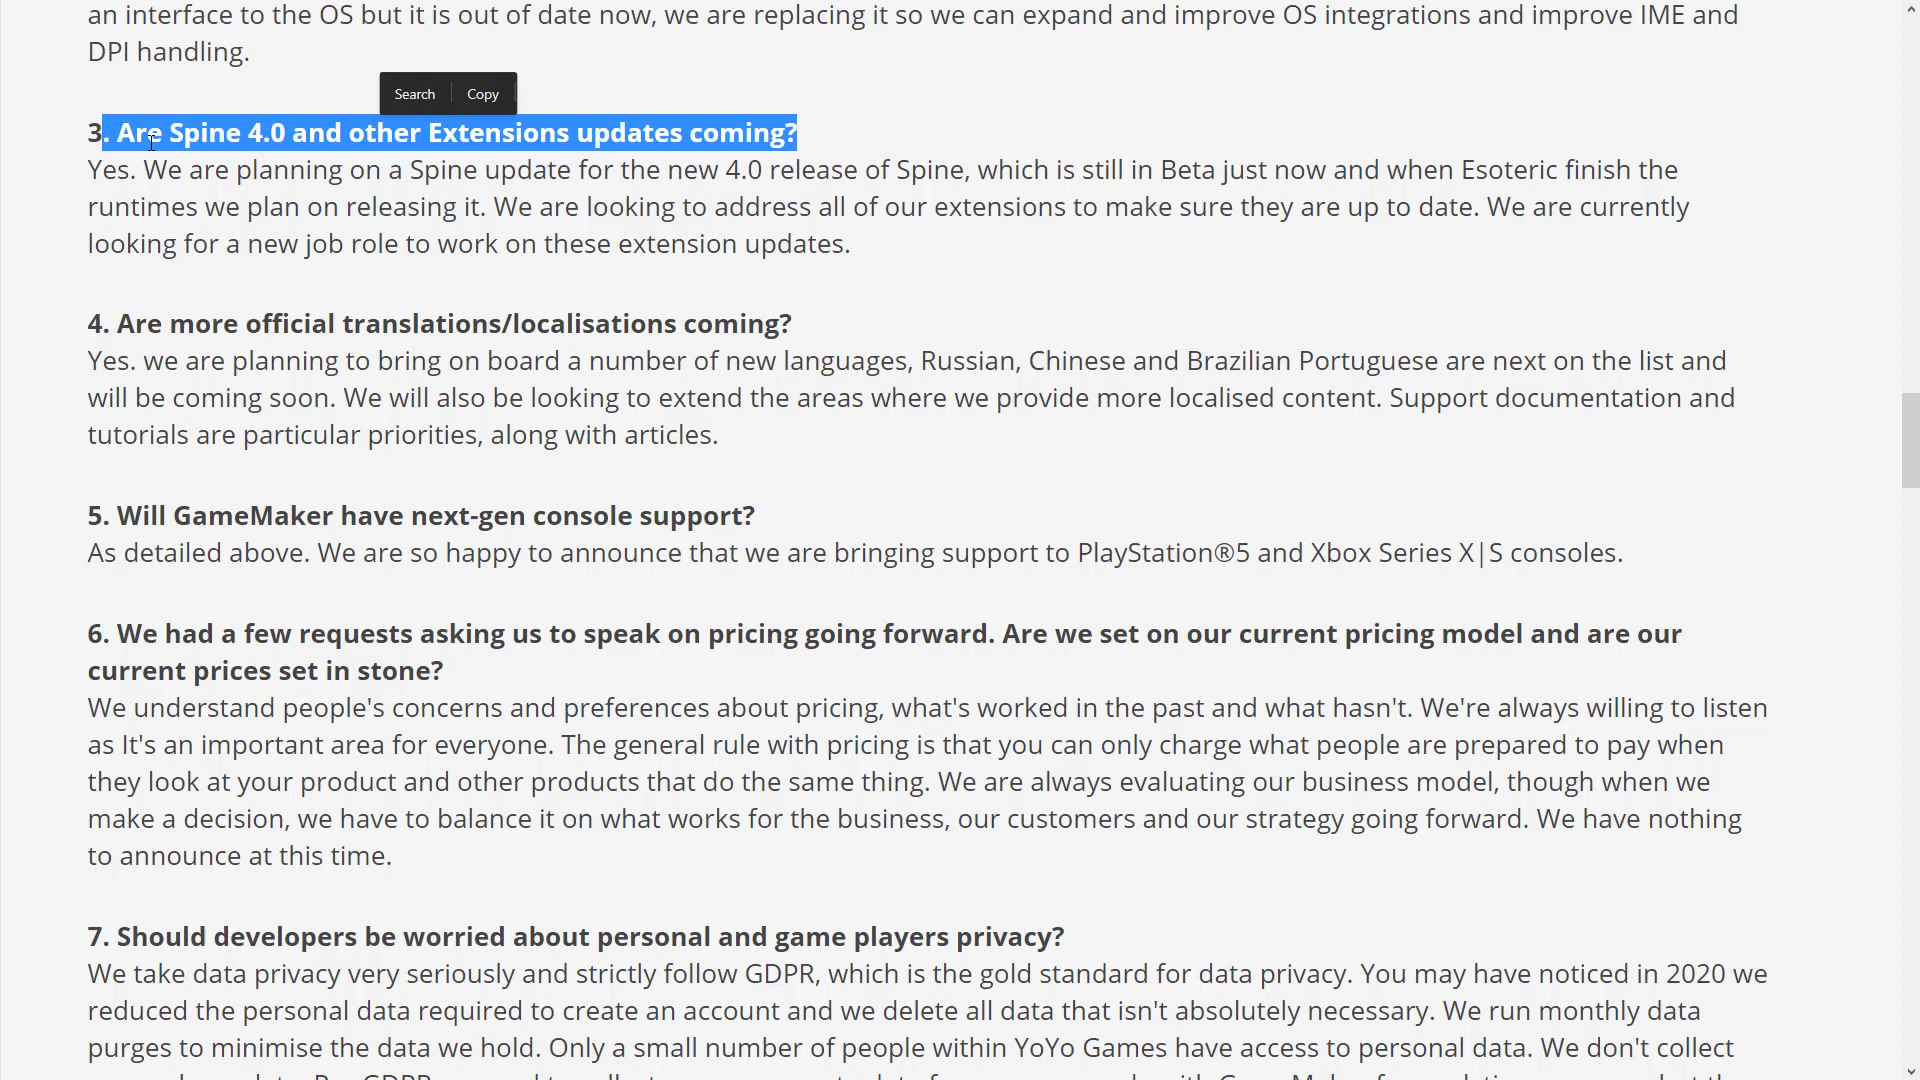 an interface to the OS but it is out of date now, we are replacing it so we can expand and improve OS integrations and improve IME and
DPI handling.
Search Copy
3. Are Spine 4.0 and other Extensions updates coming?
Yes. We are planning on a Spine update for the new 4.0 release of Spine, which is still in Beta just now and when Esoteric finish the
runtimes we plan on releasing it. We are looking to address all of our extensions to make sure they are up to date. We are currently
looking for a new job role to work on these extension updates.
4. Are more official translations/localisations coming?
Yes. we are planning to bring on board a number of new languages, Russian, Chinese and Brazilian Portuguese are next on the list and
will be coming soon. We will also be looking to extend the areas where we provide more localised content. Support documentation and
tutorials are particular priorities, along with articles.
5. Will GameMaker have next-gen console support?
As detailed above. We are so happy to announce that we are bringing support to PlayStation®5 and Xbox Series X|S consoles.
6. We had a few requests asking us to speak on pricing going forward. Are we set on our current pricing model and are our
current prices set in stone?
We understand people's concerns and preferences about pricing, what's worked in the past and what hasn't. We're always willing to listen
as It's an important area for everyone. The general rule with pricing is that you can only charge what people are prepared to pay when
they look at your product and other products that do the same thing. We are always evaluating our business model, though when we
make a decision, we have to balance it on what works for the business, our customers and our strategy going forward. We have nothing
to announce at this time.
7. Should developers be worried about personal and game players privacy?
We take data privacy very seriously and strictly follow GDPR, which is the gold standard for data privacy. You may have noticed in 2020 we
reduced the personal data required to create an account and we delete all data that isn't absolutely necessary. We run monthly data
purges to minimise the data we hold. Only a small number of people within YoYo Games have access to personal data. We don't collect